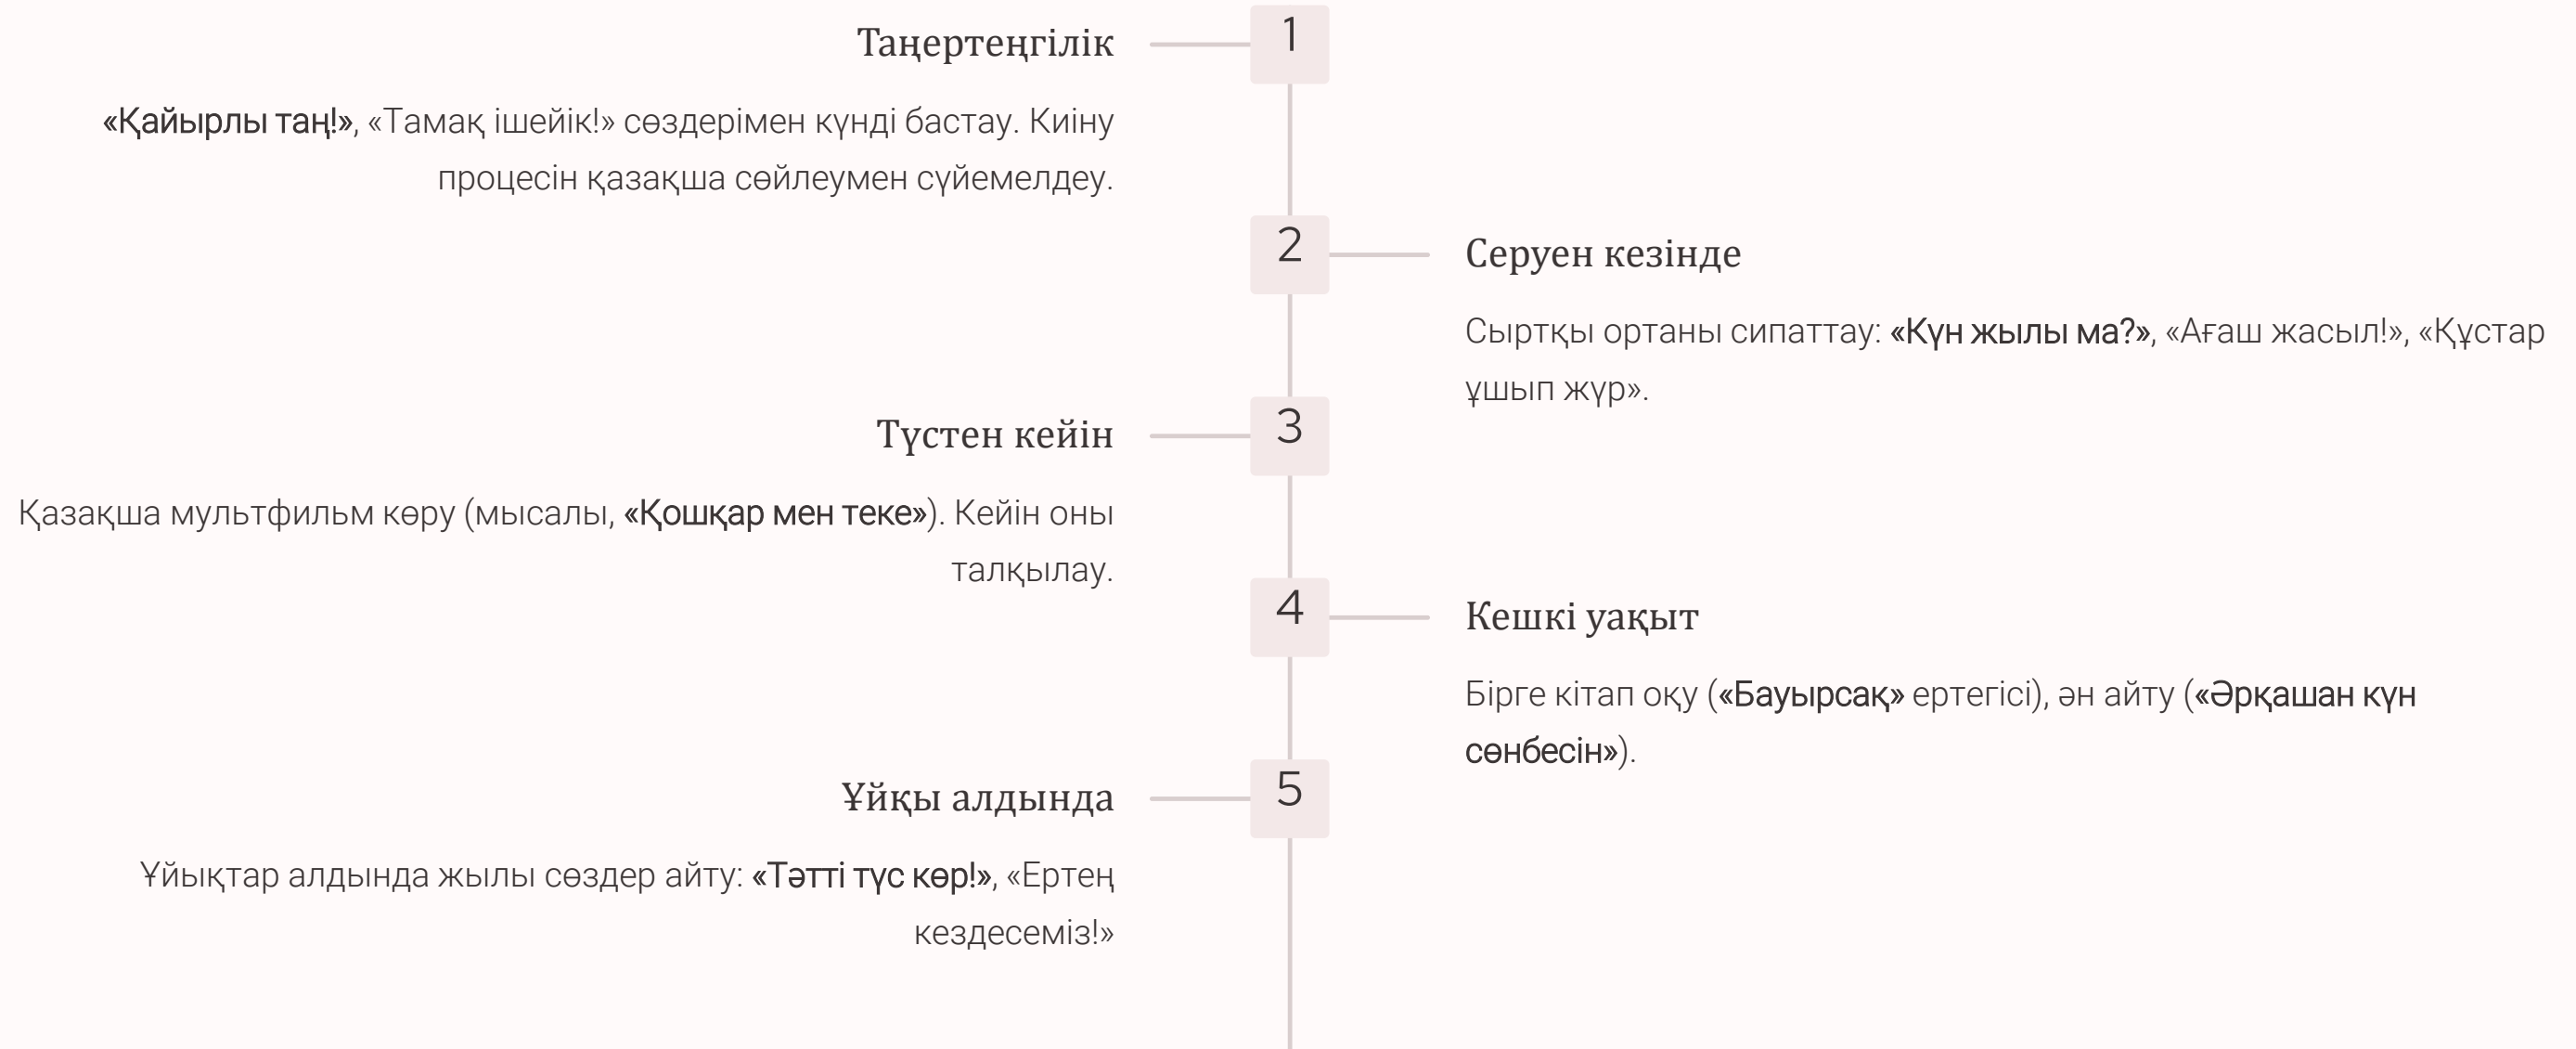 1
Таңертеңгілік
«Қайырлы таң!», «Тамақ ішейік!» сөздерімен күнді бастау. Киіну
процесін қазақша сөйлеумен сүйемелдеу.
2
Серуен кезінде
Сыртқы ортаны сипаттау: «Күн жылы ма?», «Ағаш жасыл!», «Құстар
ұшып жүр».
3
Түстен кейін
Қазақша мультфильм көру (мысалы, «Қошқар мен теке»). Кейін оны
талқылау.
4
Кешкі уақыт
Бірге кітап оқу («Бауырсақ» ертегісі), ән айту («Әрқашан күн
сөнбесін»).
5
Ұйқы алдында
Ұйықтар алдында жылы сөздер айту: «Тәтті түс көр!», «Ертең
кездесеміз!»